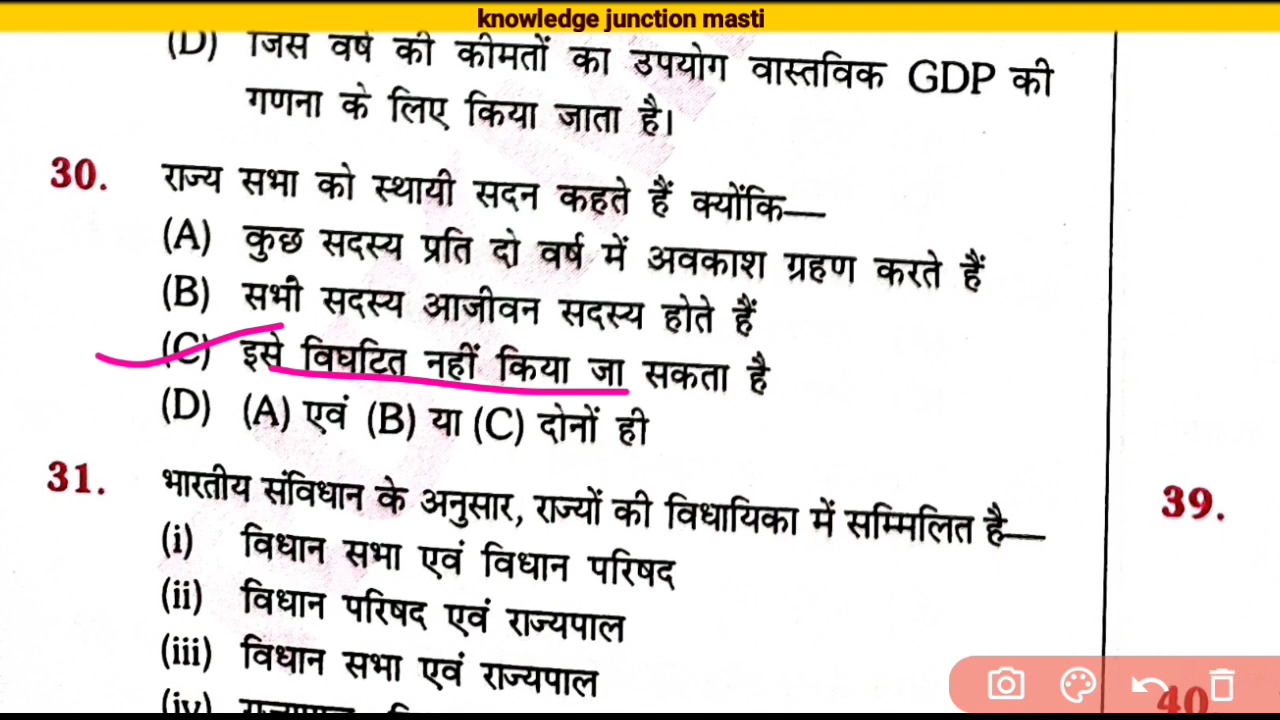 knowledge junction masti
(D) जिस वर्ष की कीमतों का उपयोग वास्तविक GDP की
गणना के लिए किया जाता है।
30. राज्य सभा को स्थायी सदन कहते हैं क्योंकि—
(A) कुछ सदस्य प्रति दो वर्ष में अवकाश ग्रहण करते हैं
(B) सभी सदस्य आजीवन सदस्य होते हैं
(C) इसे विघटित नहीं किया जा सकता है
(D) (A) एवं (B) या (C) दोनों ही
31. भारतीय संविधान के अनुसार, राज्यों की विधायिका में सम्मिलित है—
(i) विधान सभा एवं विधान परिषद
(ii) विधान परिषद एवं राज्यपाल
(iii) विधान सभा एवं राज्यपाल
(iv)
39.
40